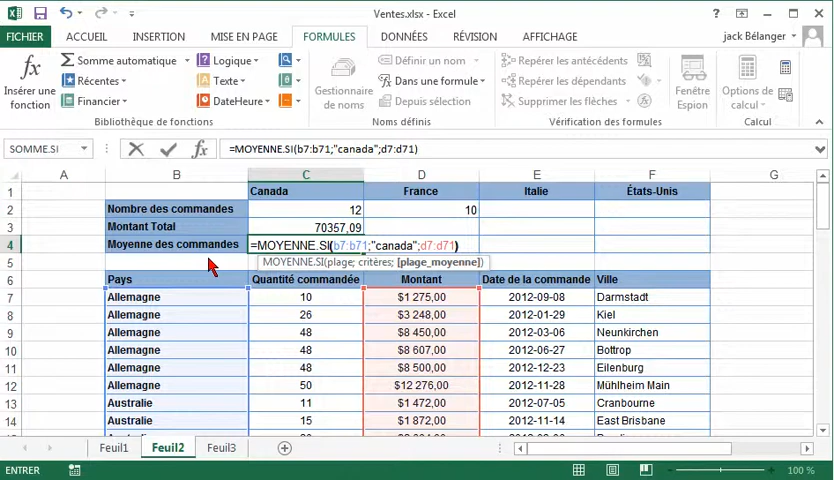 Ventes.xlsx - Excel
FICHIER ACCUEIL INSERTION MISE EN PAGE FORMULES DONNÉES RÉVISION AFFICHAGE jack Bélanger
fx Insérer une fonction
Σ Somme automatique
Récentes
Financier
Logique
Texte
DateHeure
Bibliothèque de fonctions
Gestionnaire de noms
Définir un nom
Dans une formule
Depuis sélection
Noms définis
Repérer les antécédents
Repérer les dépendants
Supprimer les flèches
Fenêtre Espion
Vérification des formules
Options de calcul
Calcul
SOMME.SI fx =MOYENNE.SI(b7:b71;"canada";d7:d71)
A B C D E F G
1 Canada France Italie États-Unis
2 Nombre des commandes 12 10
3 Montant Total 70357,09
4 Moyenne des commandes =MOYENNE.SI(b7:b71;"canada";d7:d71)
5 MOYENNE.SI(plage; critères; [plage_moyenne])
6 Pays Quantité commandée Montant Date de la commande Ville
7 Allemagne 10 $1 275,00 2012-09-08 Darmstadt
8 Allemagne 26 $3 248,00 2012-01-29 Kiel
9 Allemagne 48 $8 450,00 2012-03-06 Neunkirchen
10 Allemagne 48 $8 607,00 2012-06-27 Bottrop
11 Allemagne 48 $8 500,00 2012-12-23 Eilenburg
12 Allemagne 50 $12 276,00 2012-11-28 Mühlheim Main
13 Australie 11 $1 472,00 2012-07-05 Cranbourne
14 Australie 15 $1 872,00 2012-11-14 East Brisbane
Feuil1 Feuil2 Feuil3
ENTRER 100 %